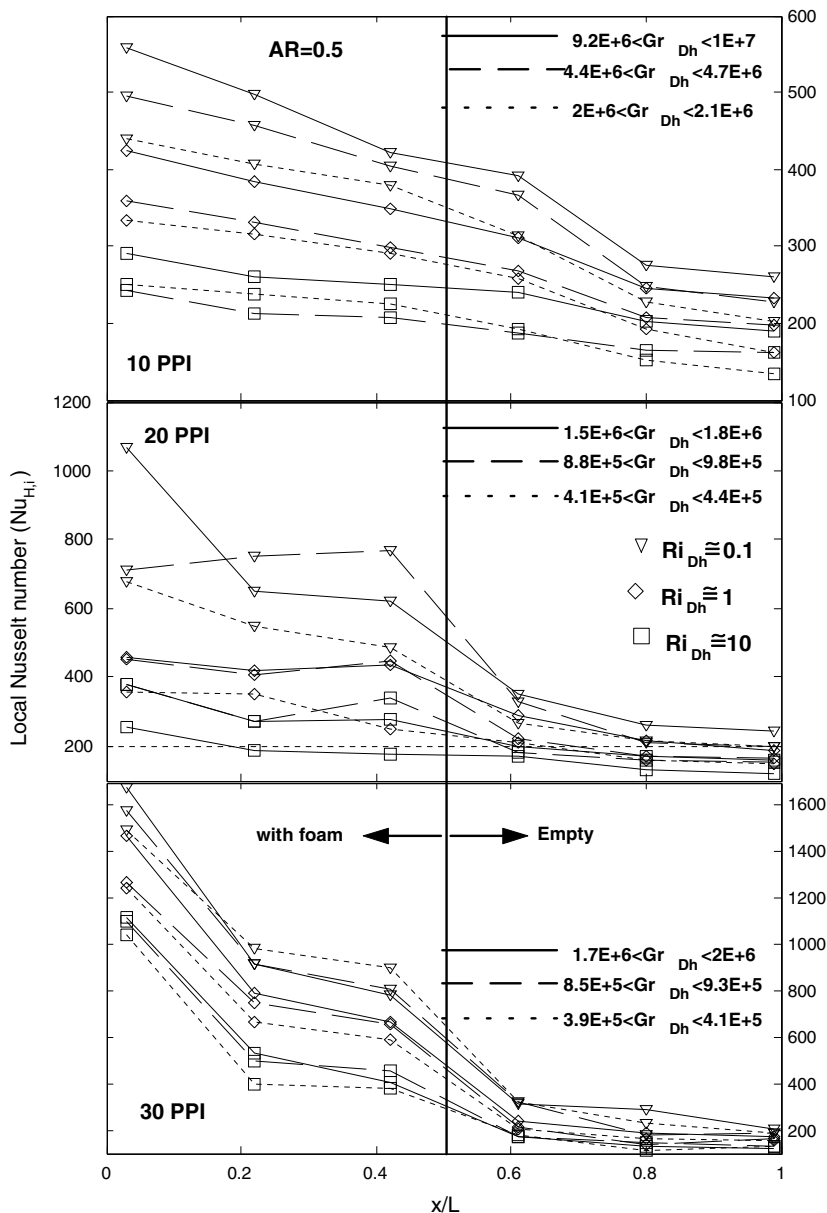 600
AR=0.5
9.2E+6<Gr Dh <1E+7
4.4E+6<Gr Dh <4.7E+6
2E+6<Gr Dh <2.1E+6
500
400
300
200
100
10 PPI
1200
20 PPI
1.5E+6<Gr Dh <1.8E+6
8.8E+5<Gr Dh <9.8E+5
4.1E+5<Gr Dh <4.4E+5
1000
800
600
400
200
Ri Dh ≅ 0.1
Ri Dh ≅ 1
Ri Dh ≅ 10
Local Nusselt number (Nu H,i)
with foam
Empty
1600
1400
1200
1000
800
600
400
200
1.7E+6<Gr Dh <2E+6
8.5E+5<Gr Dh <9.3E+5
3.9E+5<Gr Dh <4.1E+5
30 PPI
0 0.2 0.4 0.6 0.8 1
x/L